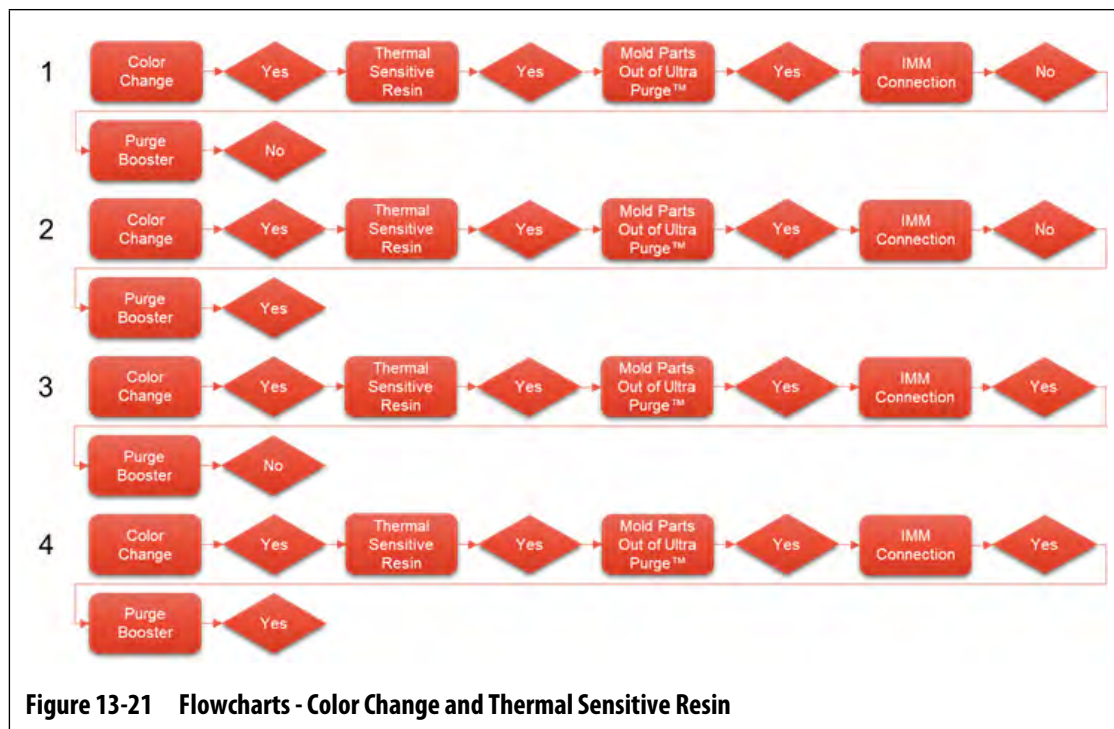 1
Color
Change
Yes
Thermal
Sensitive
Resin
Yes
Mold Parts
Out of Ultra
Purge™
Yes
IMM
Connection
No
Purge
Booster
No
2
Color
Change
Yes
Thermal
Sensitive
Resin
Yes
Mold Parts
Out of Ultra
Purge™
Yes
IMM
Connection
No
Purge
Booster
Yes
3
Color
Change
Yes
Thermal
Sensitive
Resin
Yes
Mold Parts
Out of Ultra
Purge™
Yes
IMM
Connection
Yes
Purge
Booster
No
4
Color
Change
Yes
Thermal
Sensitive
Resin
Yes
Mold Parts
Out of Ultra
Purge™
Yes
IMM
Connection
Yes
Purge
Booster
Yes
Figure 13-21 Flowcharts - Color Change and Thermal Sensitive Resin